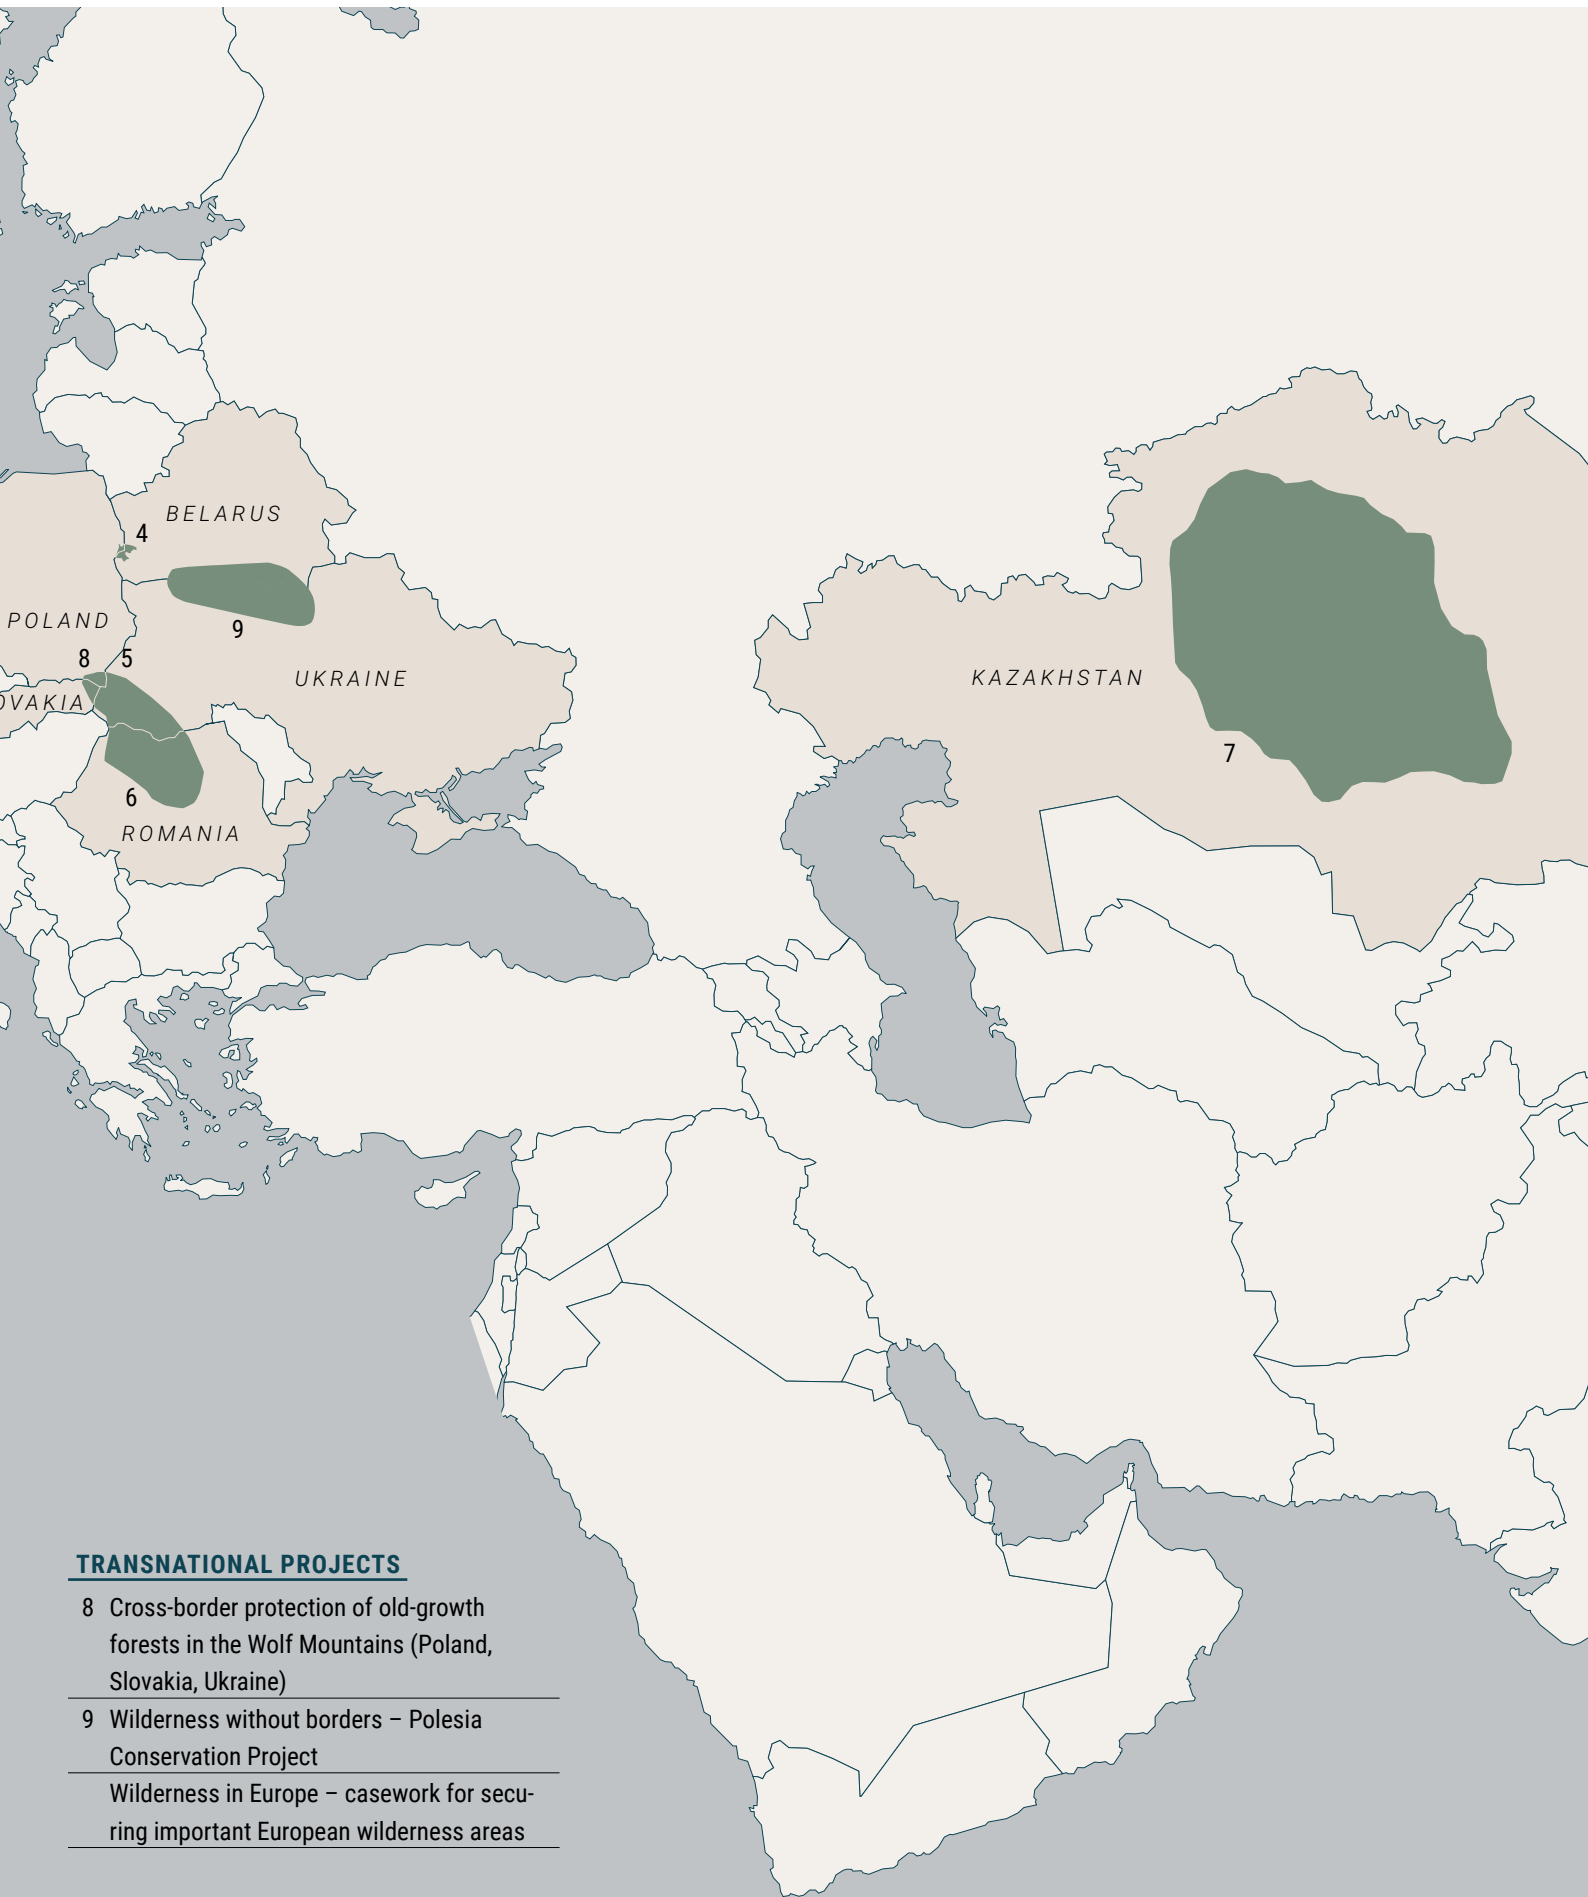 BELARUS
4
POLAND
9
8
5
UKRAINE
OVAKIA
KAZAKHSTAN
7
6
ROMANIA
TRANSNATIONAL PROJECTS
8 Cross-border protection of old-growth
forests in the Wolf Mountains (Poland,
Slovakia, Ukraine)
9 Wilderness without borders – Polesia
Conservation Project
Wilderness in Europe – casework for secu-
ring important European wilderness areas